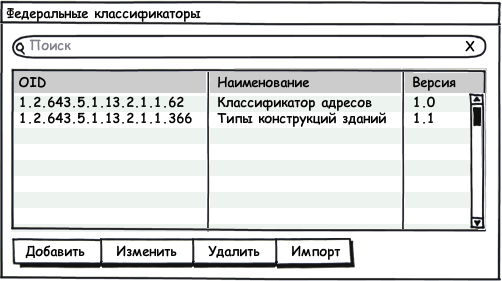 Федеральные классификаторы
Поиск X
OID Наименование Версия
1.2.643.5.1.13.2.1.1.62 Классификатор адресов 1.0
1.2.643.5.1.13.2.1.1.366 Типы конструкций зданий 1.1
Добавить Изменить Удалить Импорт